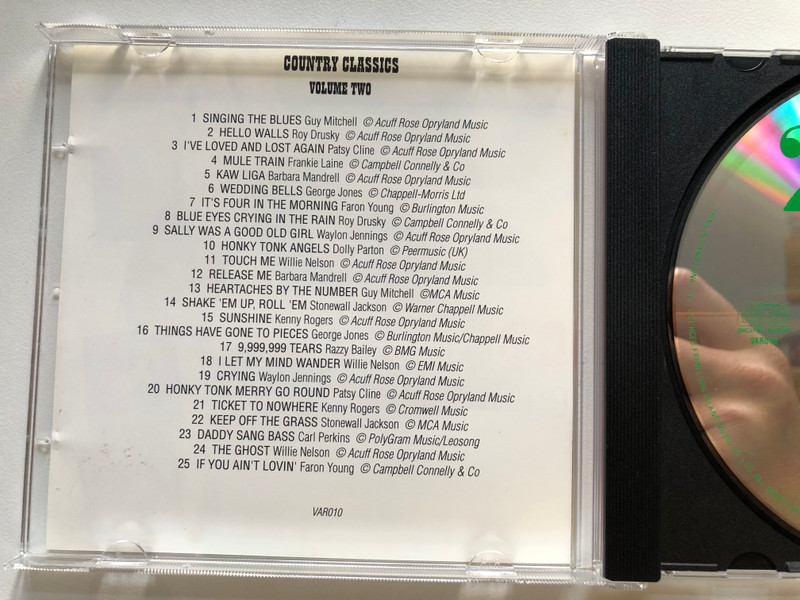 COUNTRY CLASSICS
VOLUME TWO
1 SINGING THE BLUES Guy Mitchell © Acuff Rose Opryland Music
2 HELLO WALLS Roy Drusky © Acuff Rose Opryland Music
3 I'VE LOVED AND LOST AGAIN Patsy Cline © Acuff Rose Opryland Music
4 MULE TRAIN Frankie Laine © Campbell Connelly & Co
5 KAW LIGA Barbara Mandrell © Acuff Rose Opryland Music
6 WEDDING BELLS George Jones © Chappell-Morris Ltd
7 IT'S FOUR IN THE MORNING Faron Young © Burlington Music
8 BLUE EYES CRYING IN THE RAIN Roy Drusky © Campbell Connelly & Co
9 SALLY WAS A GOOD OLD GIRL Waylon Jennings © Acuff Rose Opryland Music
10 HONKY TONK ANGELS Dolly Parton © Peermusic (UK)
11 TOUCH ME Willie Nelson © Acuff Rose Opryland Music
12 RELEASE ME Barbara Mandrell © Acuff Rose Opryland Music
13 HEARTACHES BY THE NUMBER Guy Mitchell ©MCA Music
14 SHAKE 'EM UP, ROLL 'EM Stonewall Jackson © Warner Chappell Music
15 SUNSHINE Kenny Rogers © Acuff Rose Opryland Music
16 THINGS HAVE GONE TO PIECES George Jones © Burlington Music/Chappell Music
17 9,999,999 TEARS Razzy Bailey © BMG Music
18 I LET MY MIND WANDER Willie Nelson © EMI Music
19 CRYING Waylon Jennings © Acuff Rose Opryland Music
20 HONKY TONK MERRY GO ROUND Patsy Cline © Acuff Rose Opryland Music
21 TICKET TO NOWHERE Kenny Rogers © Cromwell Music
22 KEEP OFF THE GRASS Stonewall Jackson © MCA Music
23 DADDY SANG BASS Carl Perkins © PolyGram Music/Leosong
24 THE GHOST Willie Nelson © Acuff Rose Opryland Music
25 IF YOU AIN'T LOVIN' Faron Young © Campbell Connelly & Co
VAR010